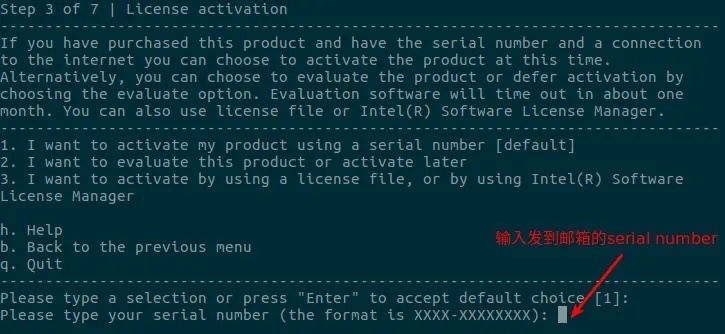 Step 3 of 7 | License activation
--------------------------------------------------------------------------------
If you have purchased this product and have the serial number and a connection
to the internet you can choose to activate the product at this time.
Alternatively, you can choose to evaluate the product or defer activation by
choosing the evaluate option. Evaluation software will time out in about one
month. You can also use license file or Intel(R) Software License Manager.
--------------------------------------------------------------------------------
1. I want to activate my product using a serial number [default]
2. I want to evaluate this product or activate later
3. I want to activate by using a license file, or by using Intel(R) Software
License Manager
h. Help
b. Back to the previous menu
q. Quit
输入发到邮箱的serial number
--------------------------------------------------------------------------------
Please type a selection or press "Enter" to accept default choice [1]:
Please type your serial number (the format is XXXX-XXXXXXXX):